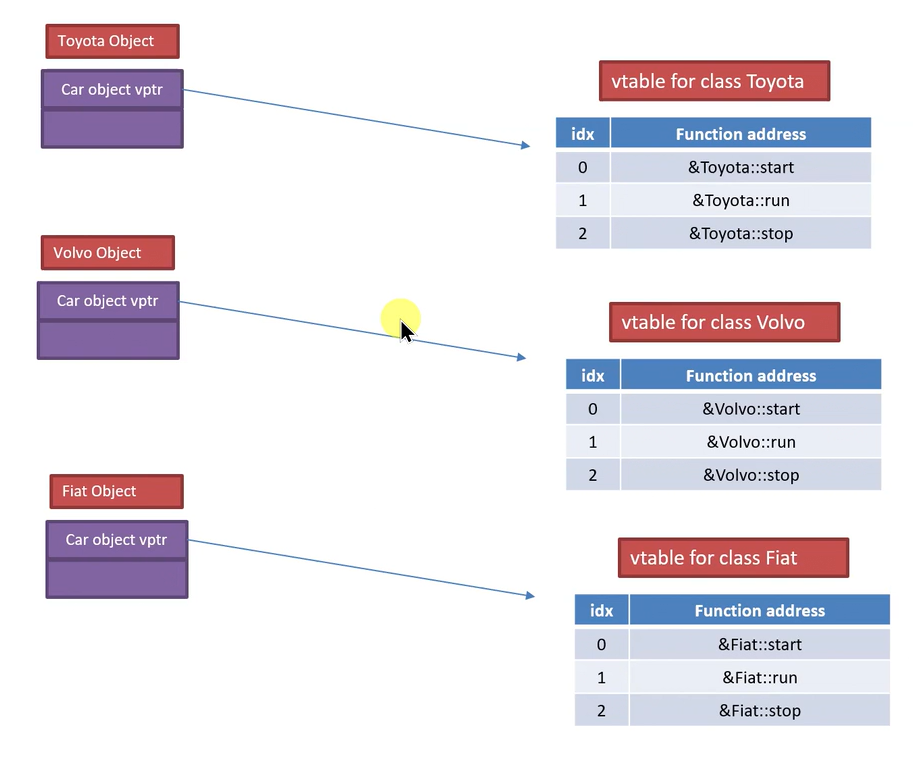 Toyota Object
Car object vptr
vtable for class Toyota
idx Function address
0 &Toyota::start
1 &Toyota::run
2 &Toyota::stop
Volvo Object
Car object vptr
vtable for class Volvo
idx Function address
0 &Volvo::start
1 &Volvo::run
2 &Volvo::stop
Fiat Object
Car object vptr
vtable for class Fiat
idx Function address
0 &Fiat::start
1 &Fiat::run
2 &Fiat::stop